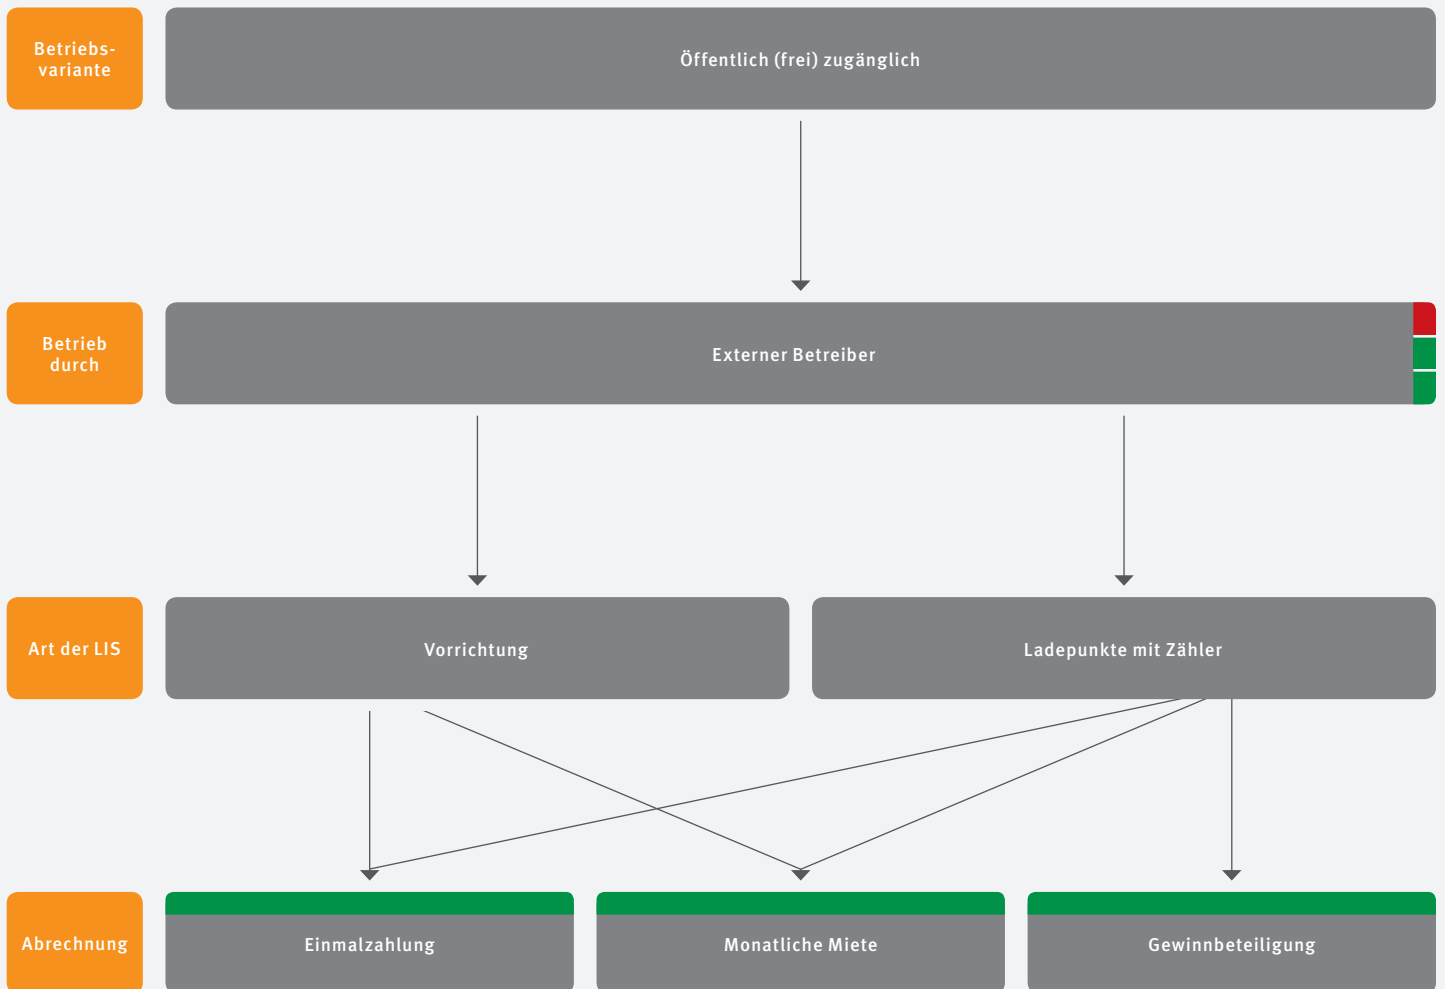 Betriebs-
variante
Öffentlich (frei) zugänglich
Betrieb
durch
Externer Betreiber
Art der LIS
Vorrichtung
Ladepunkte mit Zähler
Abrechnung
Einmalzahlung
Monatliche Miete
Gewinnbeteiligung